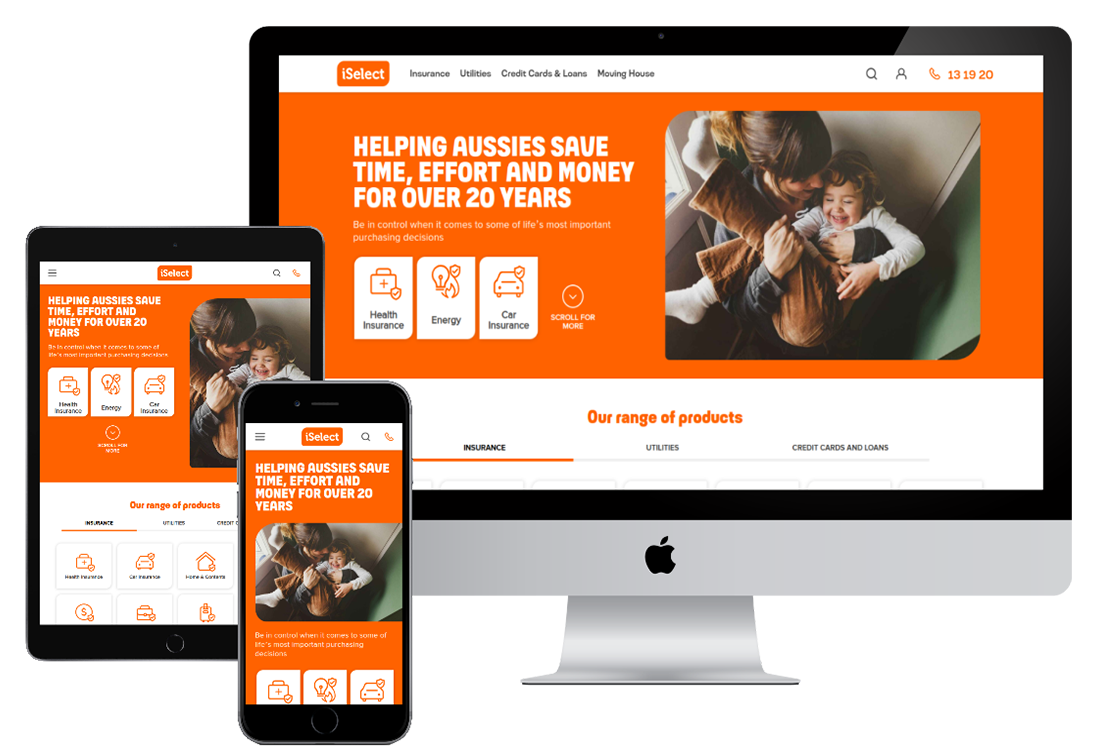 iSelect
Insurance Utilities Credit Cards & Loans Moving House
13 19 20
HELPING AUSSIES SAVE
TIME, EFFORT AND MONEY
FOR OVER 20 YEARS
Be in control when it comes to some of life's most important
purchasing decisions
Health
Insurance
Energy
Car
Insurance
SCROLL FOR
MORE
Our range of products
INSURANCE
UTILITIES
CREDIT CARDS AND LOANS
iSelect
HELPING AUSSIES SAVE
TIME, EFFORT AND
MONEY FOR OVER 20
YEARS
Be in control when it comes to some of
life's most important purchasing decisions
Health
Insurance
Energy
Car
Insurance
SCROLL FOR
MORE
Our range of products
INSURANCE
UTILITIES
CREDIT C
Health Insurance
Car Insurance
Home & Contents
iSelect
HELPING AUSSIES SAVE
TIME, EFFORT AND
MONEY FOR OVER 20
YEARS
Be in control when it comes to some of
life's most important purchasing
decisions